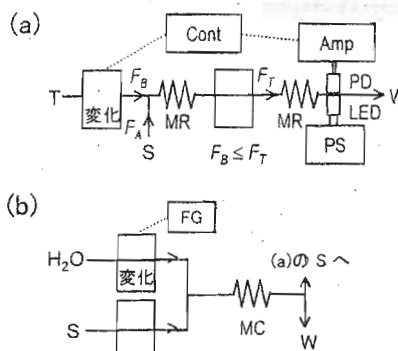 (a)
Cont
Amp
T
変化
F_B
F_A
S
MR
F_T
F_B ≤ F_T
MR
PD
LED
PS
W
(b)
FG
H₂O
変化
S
MC
(a)の S へ
W